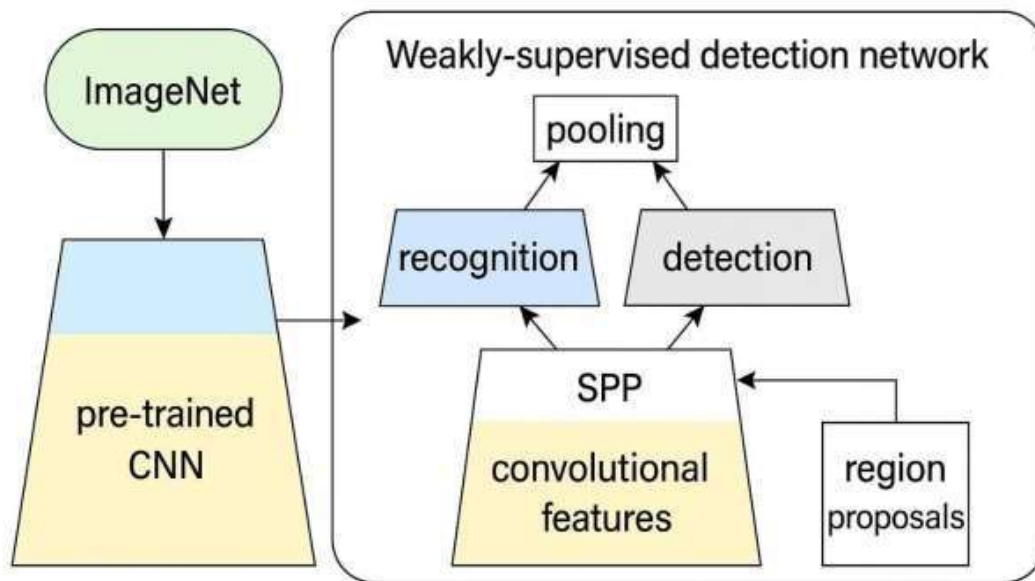 ImageNet
pre-trained
CNN
Weakly-supervised detection network
pooling
recognition
detection
SPP
convolutional
features
region
proposals